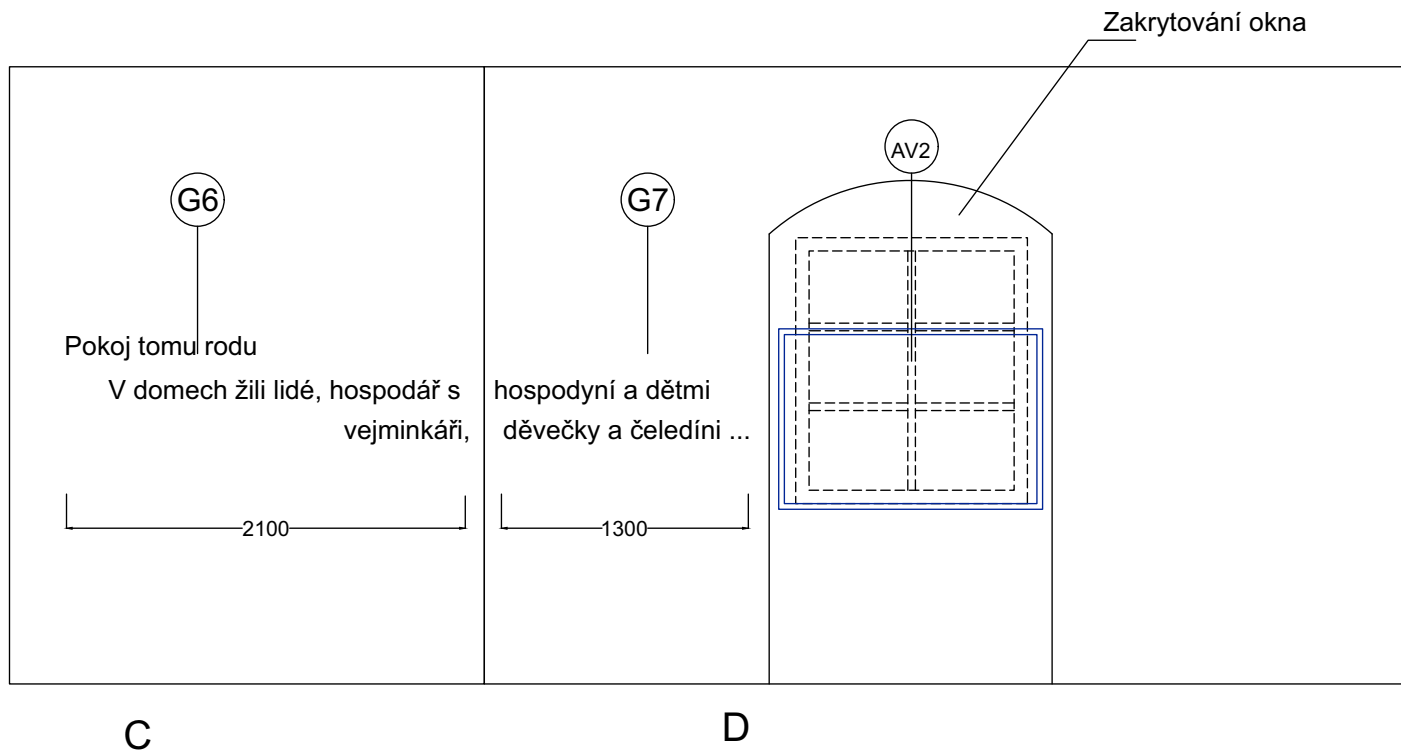 Zakrytování okna
AV2
G6
G7
Pokoj tomu rodu
V domech žili lidé, hospodář s hospodyní a dětmi
vejminkáři, děvečky a čeledíni ...
2100
1300
C
D